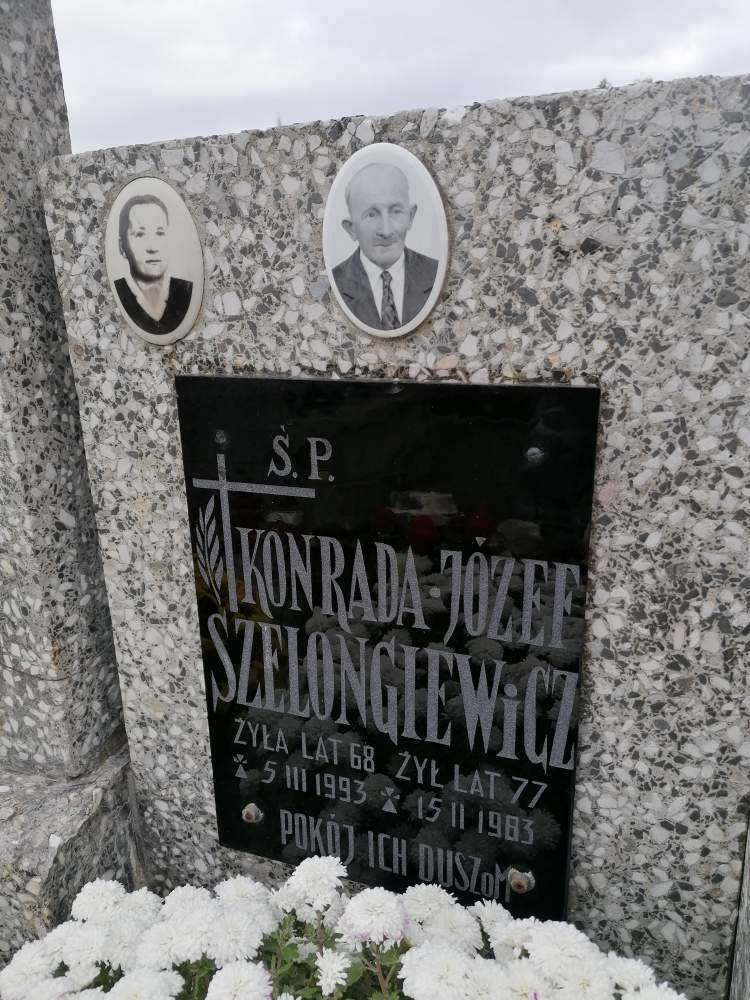 Ś. P.
KONRADA · JÓZEF
SZELONGIEWiCZ
ŻYŁA LAT 68 ŻYŁ LAT 77
5 III 1993 15 II 1983
POKÓJ ICH DUSZoM